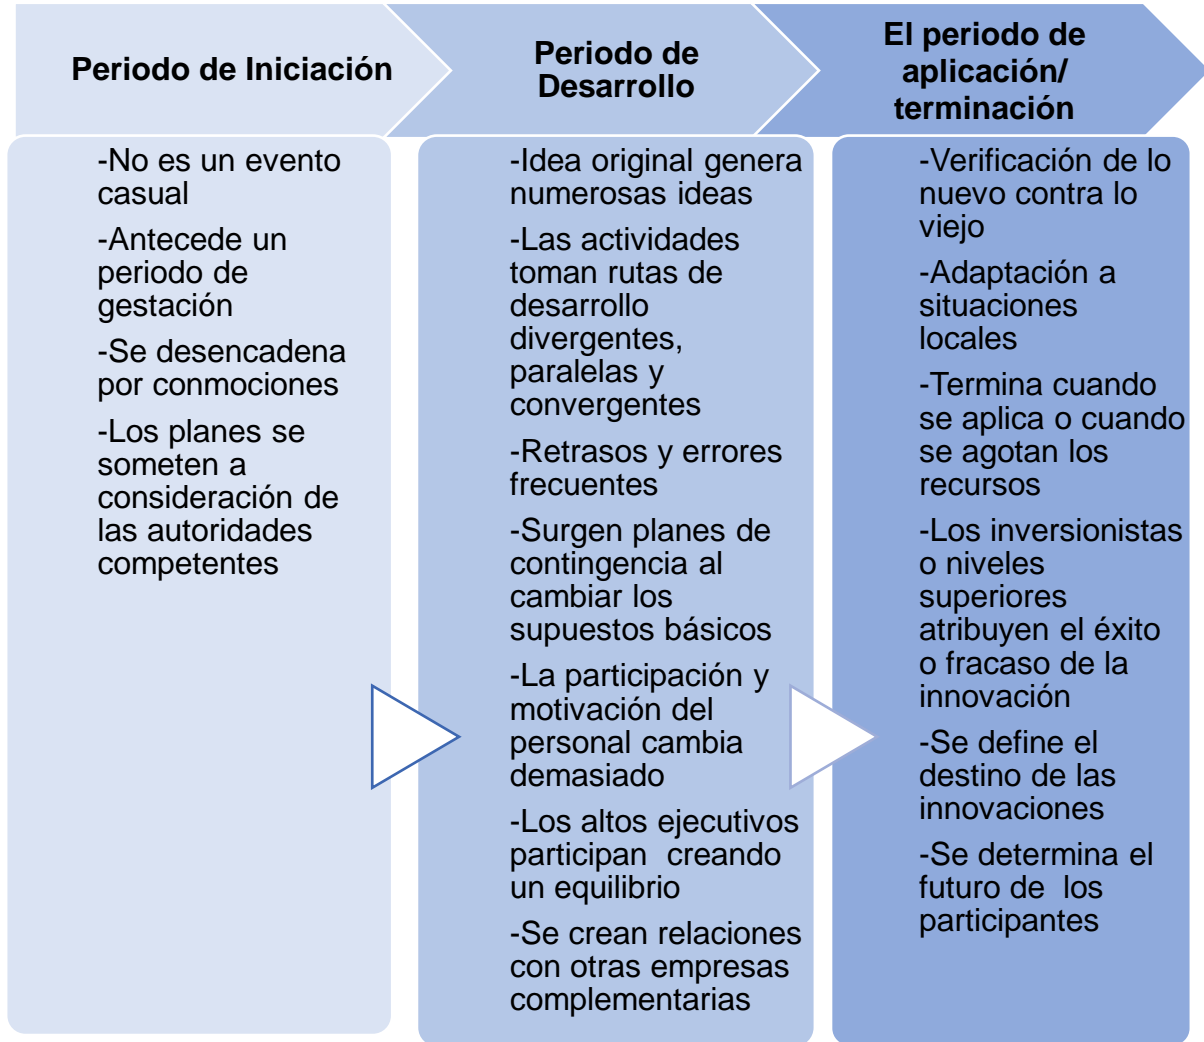 Periodo de Iniciación
-No es un evento
casual
-Antecede un
periodo de
gestación
-Se desencadena
por conmociones
-Los planes se
someten a
consideración de
las autoridades
competentes
Periodo de
Desarrollo
-Idea original genera
numerosas ideas
-Las actividades
toman rutas de
desarrollo
divergentes,
paralelas y
convergentes
-Retrasos y errores
frecuentes
-Surgen planes de
contingencia al
cambiar los
supuestos básicos
-La participación y
motivación del
personal cambia
demasiado
-Los altos ejecutivos
participan  creando
un equilibrio
-Se crean relaciones
con otras empresas
complementarias
El periodo de
aplicación/
terminación
-Verificación de lo
nuevo contra lo
viejo
-Adaptación a
situaciones
locales
-Termina cuando
se aplica o cuando
se agotan los
recursos
-Los inversionistas
o niveles
superiores
atribuyen el éxito
o fracaso de la
innovación
-Se define el
destino de las
innovaciones
-Se determina el
futuro de  los
participantes